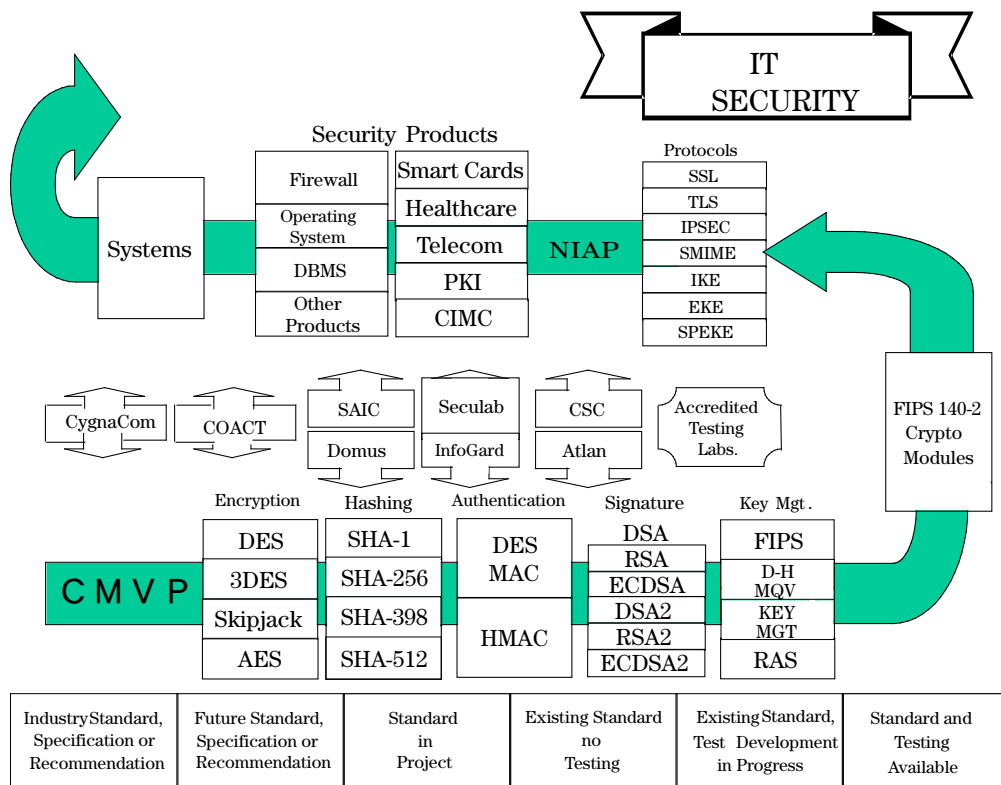 IT
SECURITY
Security Products
Protocols
Systems
Firewall
Operating
System
DBMS
Other
Products
Smart Cards
Healthcare
Telecom
PKI
CIMC
NIAP
SSL
TLS
IPSEC
SMIME
IKE
EKE
SPEKE
FIPS 140-2
Crypto
Modules
CygnaCom
COACT
SAIC
Domus
Seculab
InfoGard
CSC
Atlan
Accredited
Testing
Labs.
CMVP
Encryption
DES
3DES
Skipjack
AES
Hashing
SHA-1
SHA-256
SHA-398
SHA-512
Authentication
DES
MAC
HMAC
Signature
DSA
RSA
ECDSA
DSA2
RSA2
ECDSA2
Key Mgt.
FIPS
D-H
MQV
KEY
MGT
RAS
Industry Standard,
Specification or
Recommendation
Future Standard,
Specification or
Recommendation
Standard
in
Project
Existing Standard
no
Testing
Existing Standard,
Test Development
in Progress
Standard and
Testing
Available